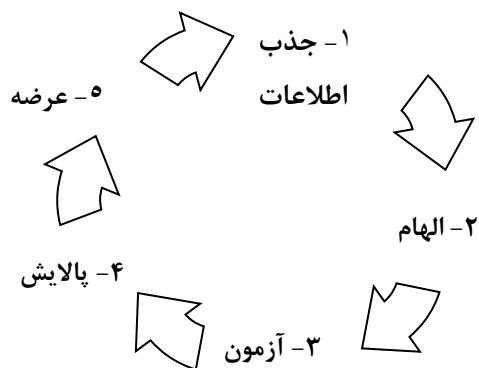 ۱- جذب
اطلاعات
۲- الهام
۳- آزمون
۴- پالایش
۵- عرضه